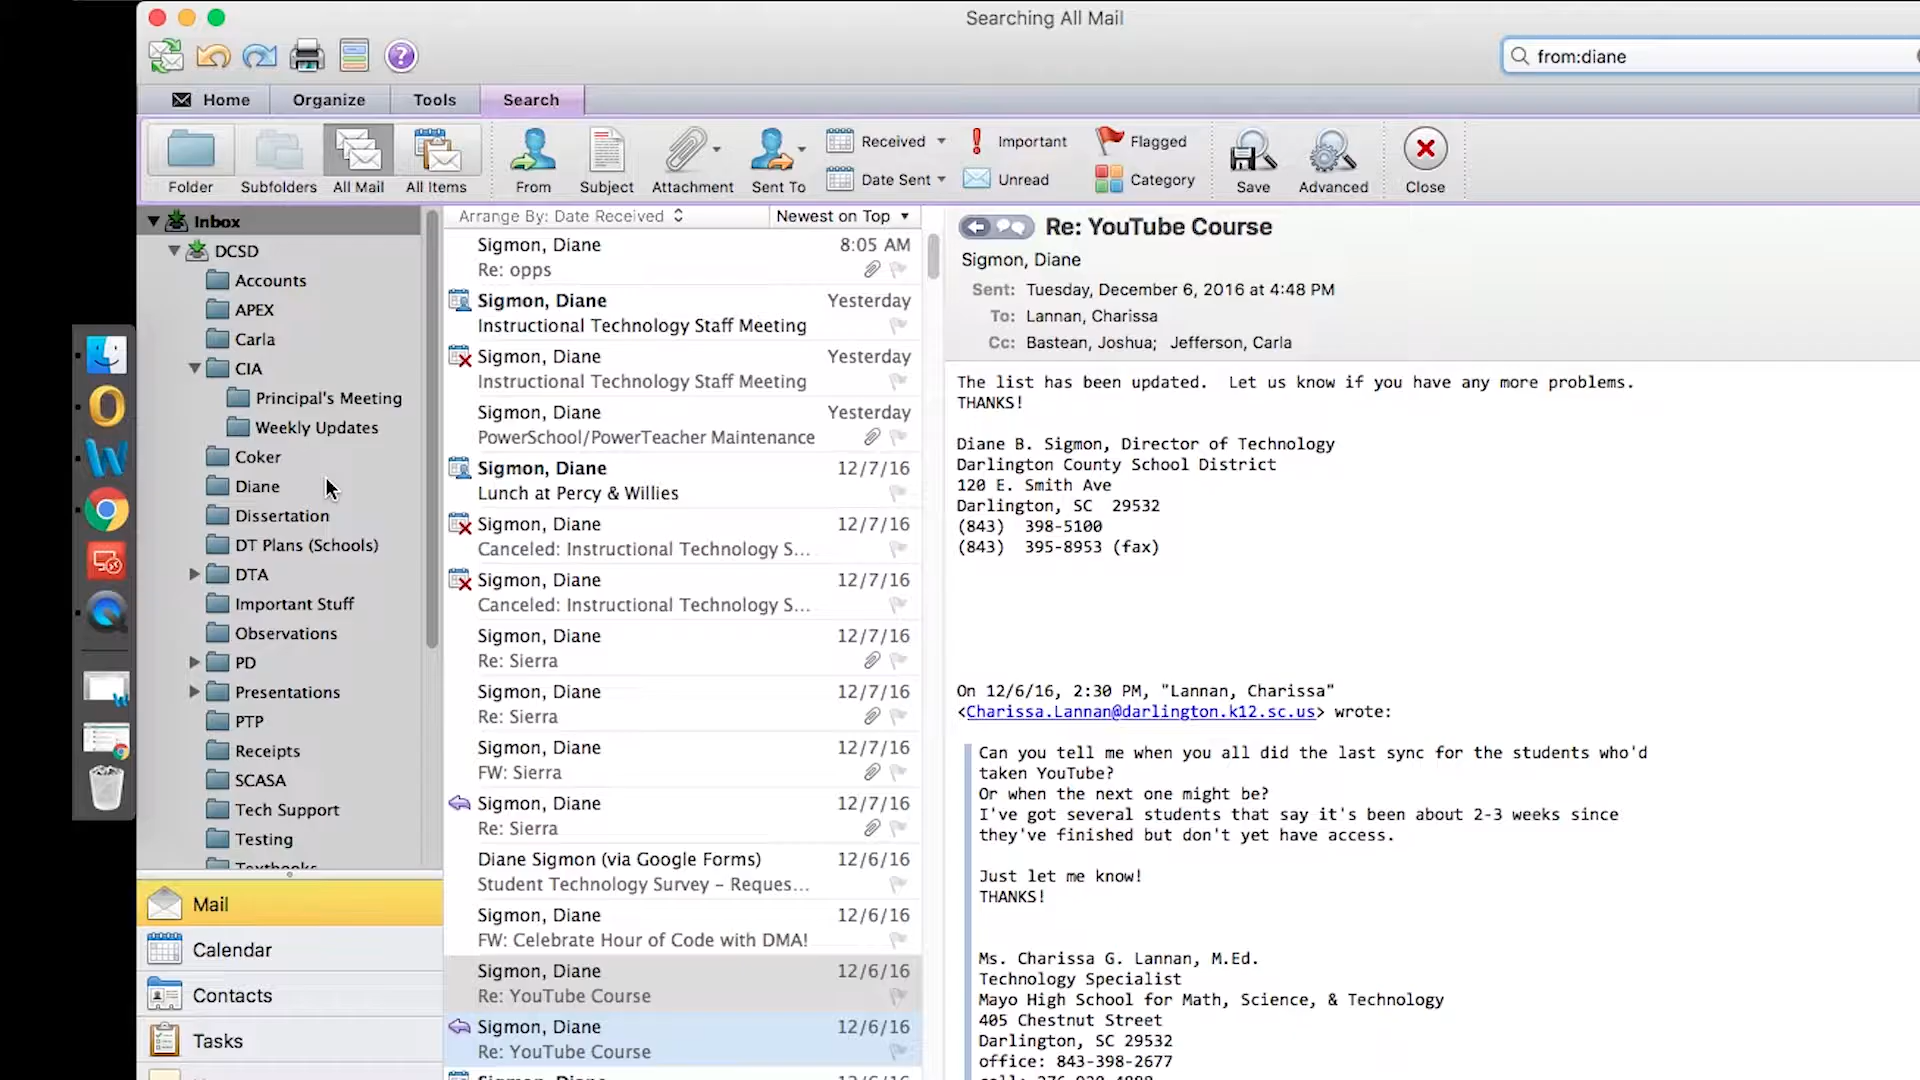 Searching All Mail
from:diane
Home
Organize
Tools
Search
Folder
Subfolders
All Mail
All Items
From
Subject
Attachment
Sent To
Received
Date Sent
Important
Unread
Flagged
Category
Save
Advanced
Close
Inbox
DCSD
Accounts
APEX
Carla
CIA
Principal's Meeting
Weekly Updates
Coker
Diane
Dissertation
DT Plans (Schools)
DTA
Important Stuff
Observations
PD
Presentations
PTP
Receipts
SCASA
Tech Support
Testing
Textbooks
Mail
Calendar
Contacts
Tasks
Arrange By: Date Received
Newest on Top
Sigmon, Diane 8:05 AM
Re: opps
Sigmon, Diane Yesterday
Instructional Technology Staff Meeting
Sigmon, Diane Yesterday
Instructional Technology Staff Meeting
Sigmon, Diane Yesterday
PowerSchool/PowerTeacher Maintenance
Sigmon, Diane 12/7/16
Lunch at Percy & Willies
Sigmon, Diane 12/7/16
Canceled: Instructional Technology S...
Sigmon, Diane 12/7/16
Canceled: Instructional Technology S...
Sigmon, Diane 12/7/16
Re: Sierra
Sigmon, Diane 12/7/16
Re: Sierra
Sigmon, Diane 12/7/16
FW: Sierra
Sigmon, Diane 12/7/16
Re: Sierra
Diane Sigmon (via Google Forms) 12/6/16
Student Technology Survey – Reques...
Sigmon, Diane 12/6/16
FW: Celebrate Hour of Code with DMA!
Sigmon, Diane 12/6/16
Re: YouTube Course
Sigmon, Diane 12/6/16
Re: YouTube Course
Sigmon, Diane 12/6/16
Re: YouTube Course
Sigmon, Diane
Sent: Tuesday, December 6, 2016 at 4:48 PM
To: Lannan, Charissa
Cc: Bastean, Joshua; Jefferson, Carla
The list has been updated. Let us know if you have any more problems.
THANKS!
Diane B. Sigmon, Director of Technology
Darlington County School District
120 E. Smith Ave
Darlington, SC 29532
(843) 398-5100
(843) 395-8953 (fax)
On 12/6/16, 2:30 PM, "Lannan, Charissa"
<Charissa.Lannan@darlington.k12.sc.us> wrote:
Can you tell me when you all did the last sync for the students who'd
taken YouTube?
Or when the next one might be?
I've got several students that say it's been about 2-3 weeks since
they've finished but don't yet have access.
Just let me know!
THANKS!
Ms. Charissa G. Lannan, M.Ed.
Technology Specialist
Mayo High School for Math, Science, & Technology
405 Chestnut Street
Darlington, SC 29532
office: 843-398-2677